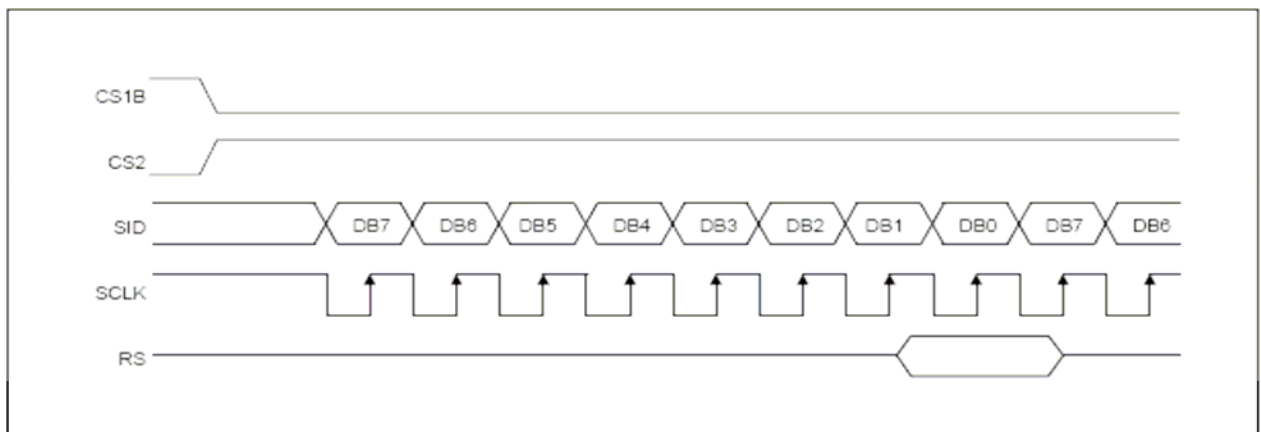 CS1B
CS2
SID DB7 DB6 DB5 DB4 DB3 DB2 DB1 DB0 DB7 DB6
SCLK
RS